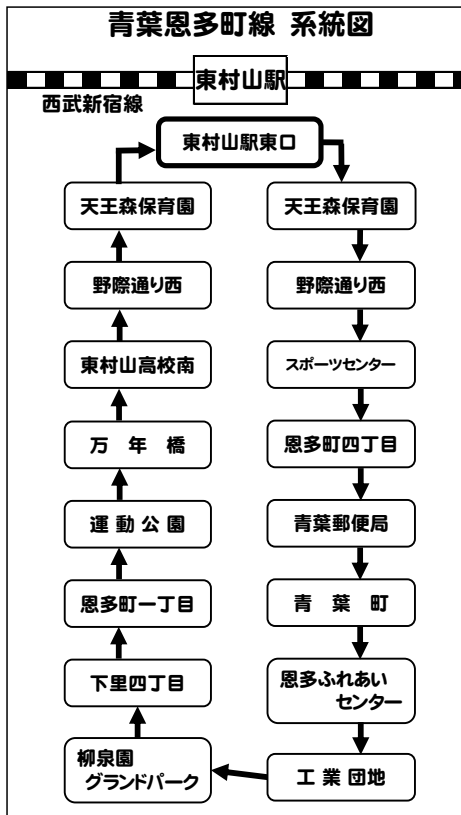 青葉恩多町線 系統図
東村山駅
西武新宿線
東村山駅東口
天王森保育園
野際通り西
スポーツセンター
恩多町四丁目
青葉郵便局
青葉町
恩多ふれあい
センター
工業団地
柳泉園
グランドパーク
下里四丁目
恩多町一丁目
運動公園
万年橋
東村山高校南
野際通り西
天王森保育園